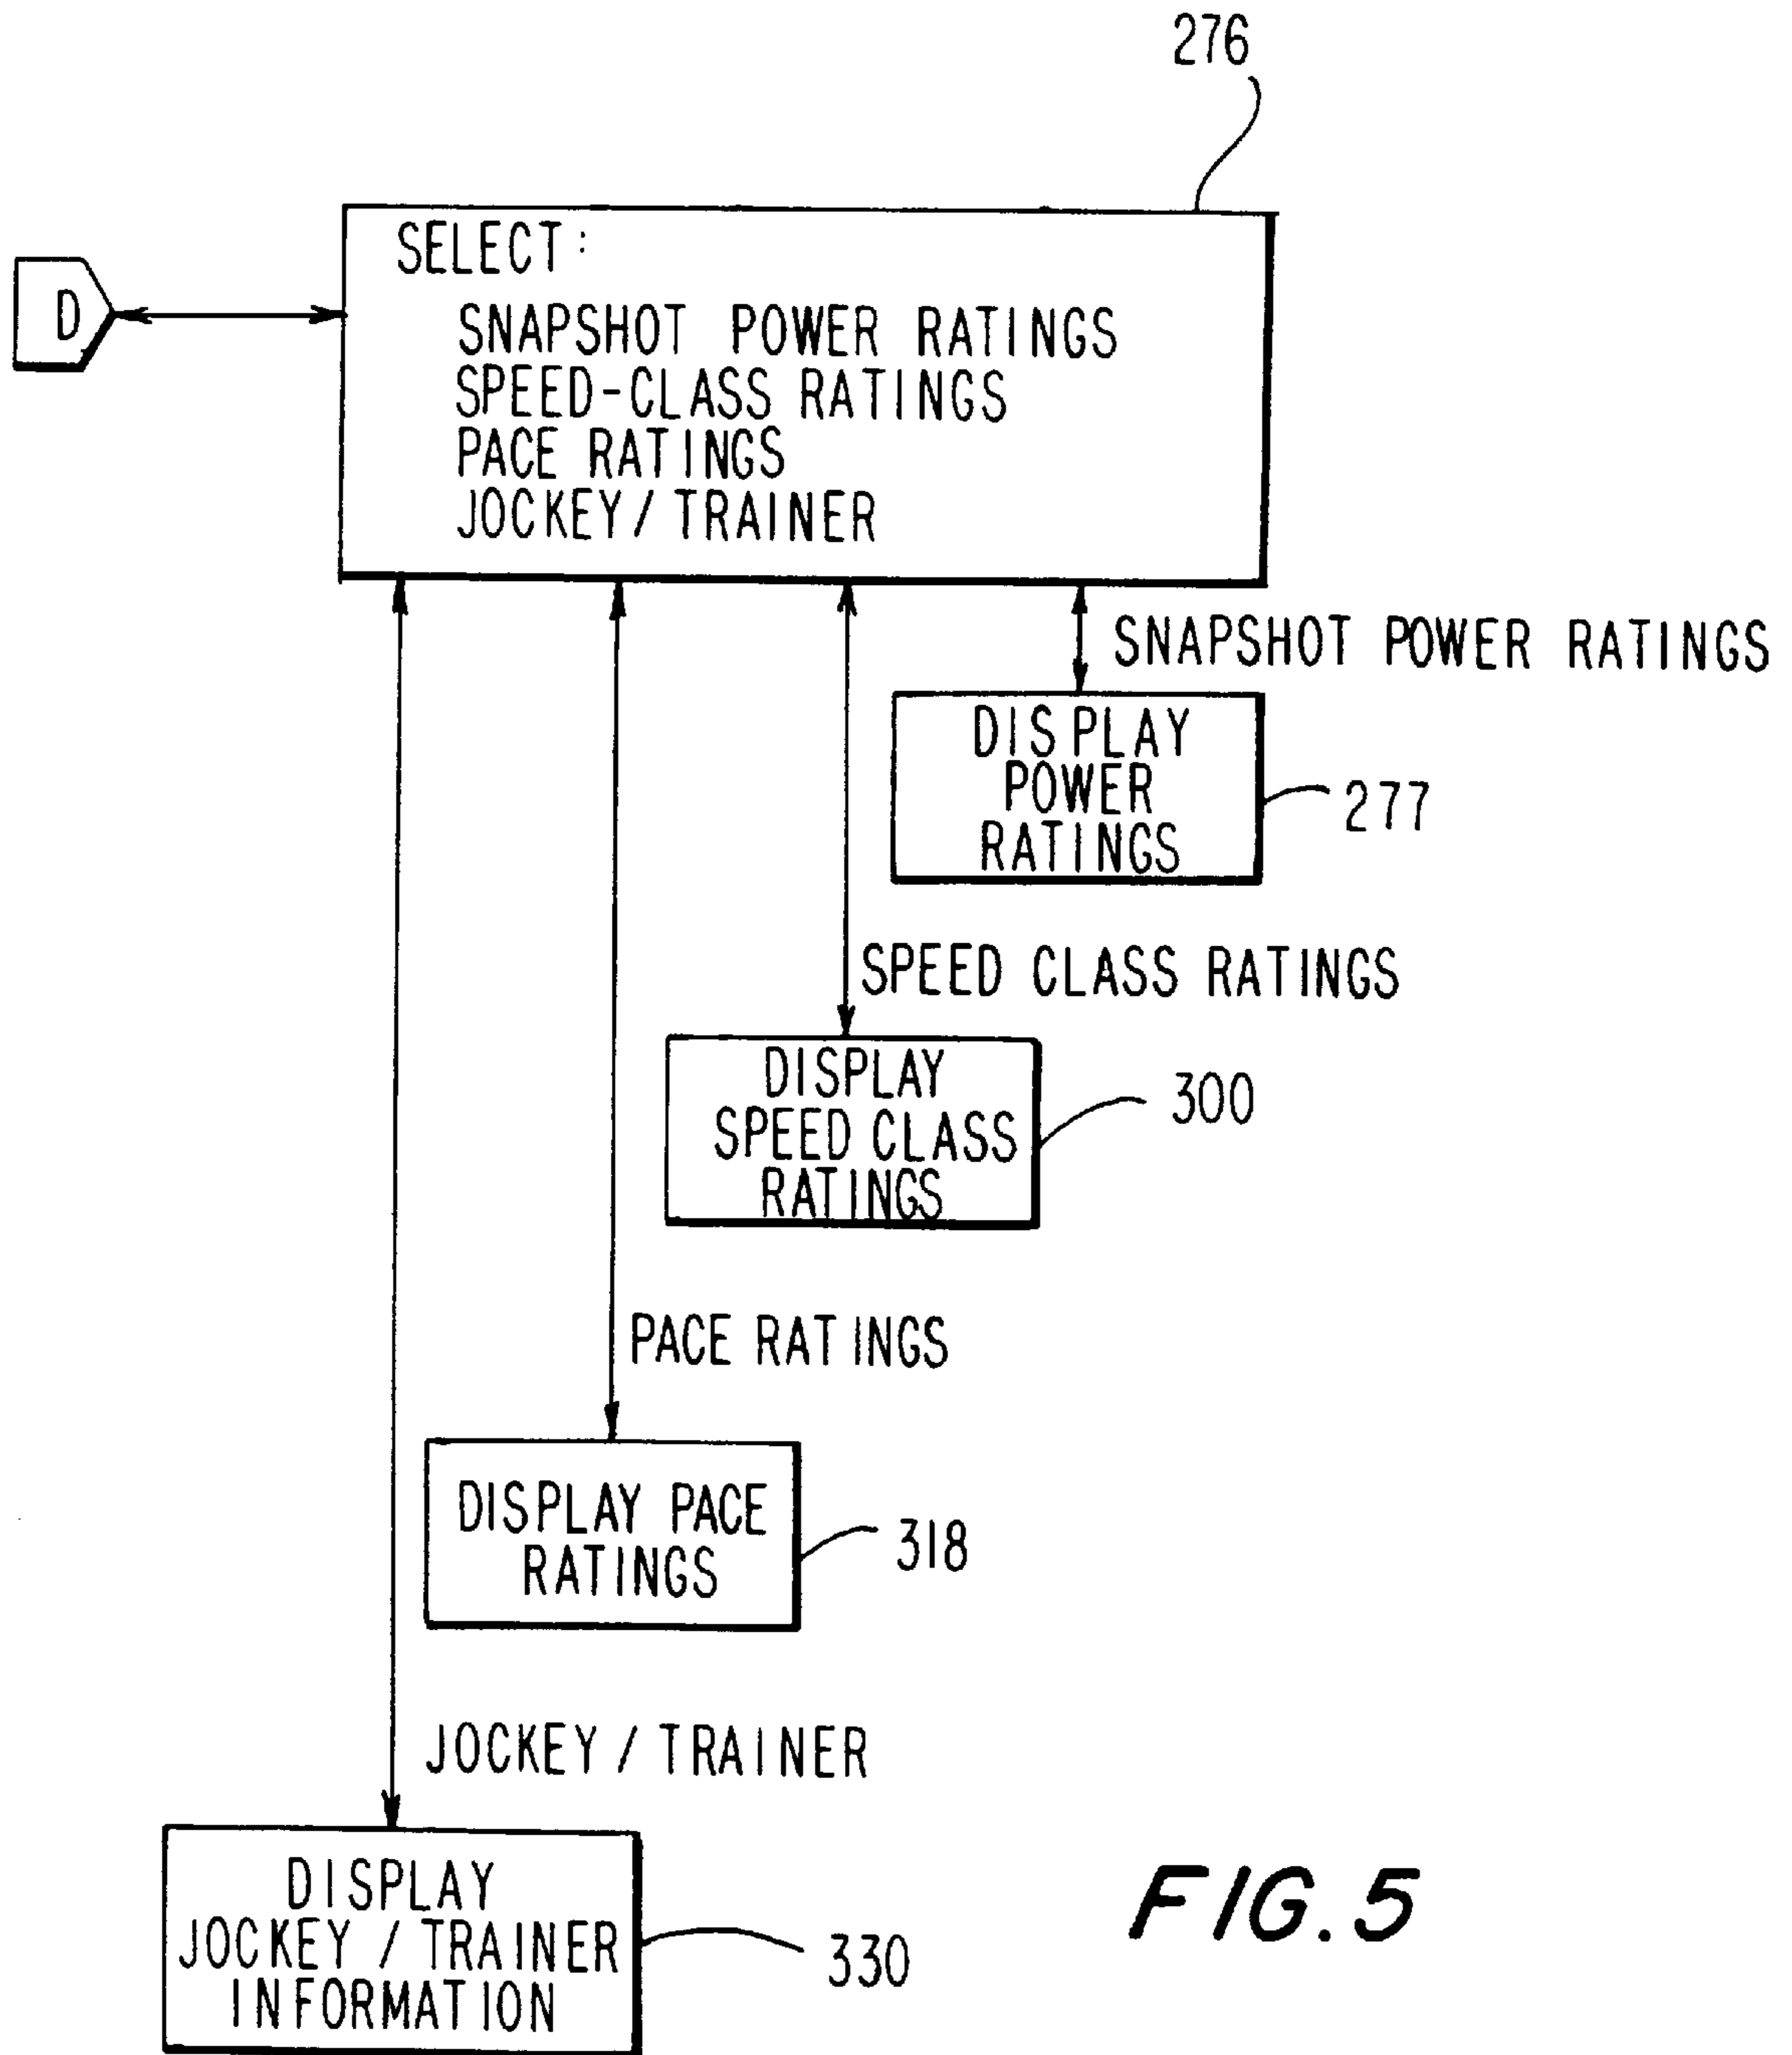 276
SELECT:
D
SNAPSHOT POWER RATINGS
SPEED-CLASS RATINGS
PACE RATINGS
JOCKEY/TRAINER
SNAPSHOT POWER RATINGS
DISPLAY
POWER
RATINGS
277
SPEED CLASS RATINGS
DISPLAY
SPEED CLASS
RATINGS
300
PACE RATINGS
DISPLAY PACE
RATINGS
318
JOCKEY/TRAINER
DISPLAY
JOCKEY/TRAINER
INFORMATION
330
FIG.5